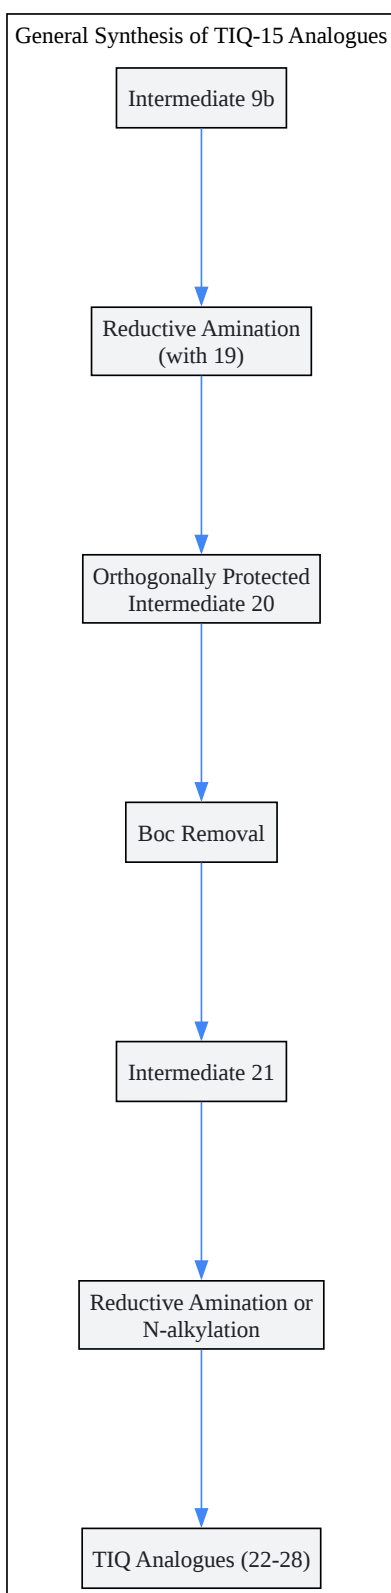 General Synthesis of TIQ-15 Analogues
Intermediate 9b
Reductive Amination
(with 19)
Orthogonally Protected
Intermediate 20
Boc Removal
Intermediate 21
Reductive Amination or
N-alkylation
TIQ Analogues (22-28)